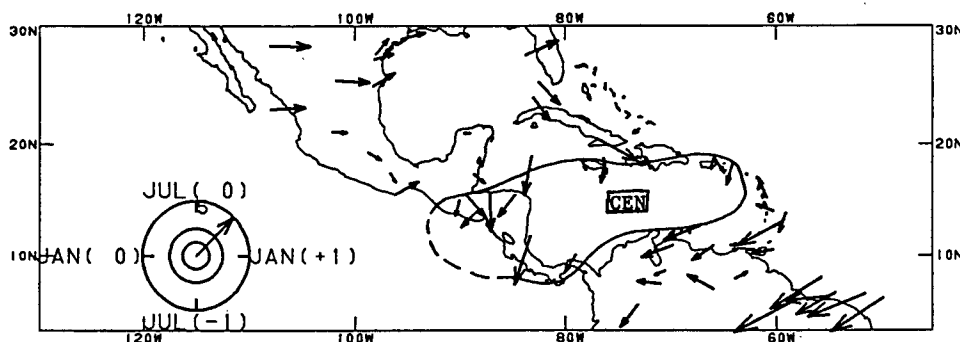 120W 100W 80W 60W
30N 30N
20N 20N
JUL( 0)
CEN
JAN( 0) JAN(+1)
10N 10N
JUL(-1)
120W 100W 80W 60W